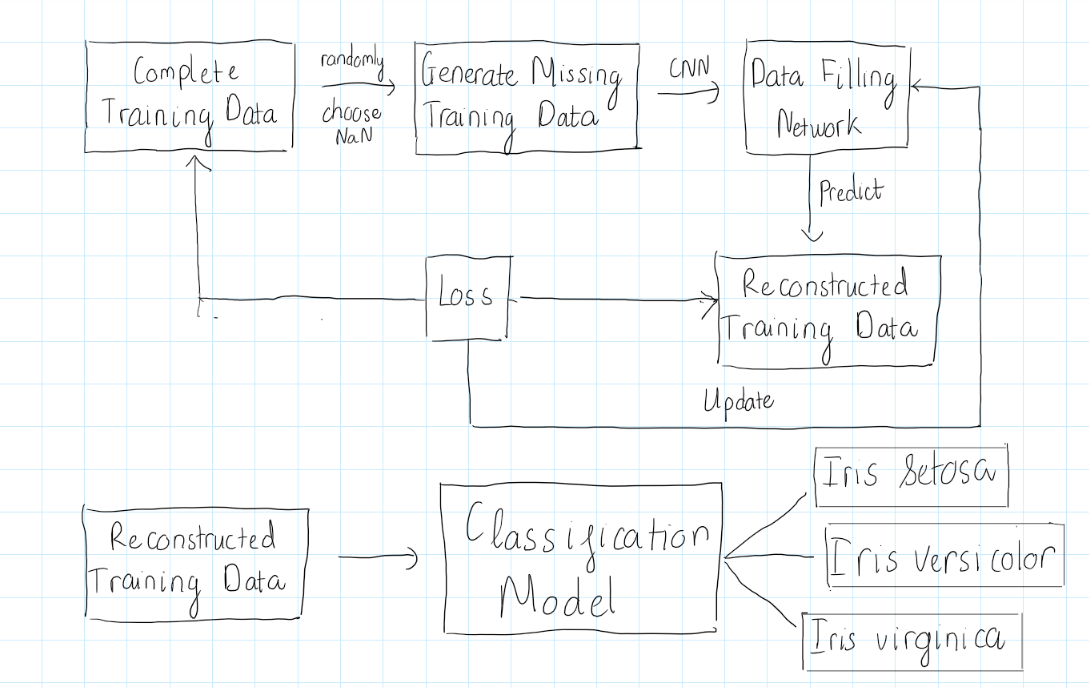 Complete
Training Data
randomly
choose
NaN
Generate Missing
Training Data
CNN
Data Filling
Network
Predict
Loss
Reconstructed
Training Data
Update
Reconstructed
Training Data
Classification
Model
Iris Setosa
Iris versicolor
Iris virginica